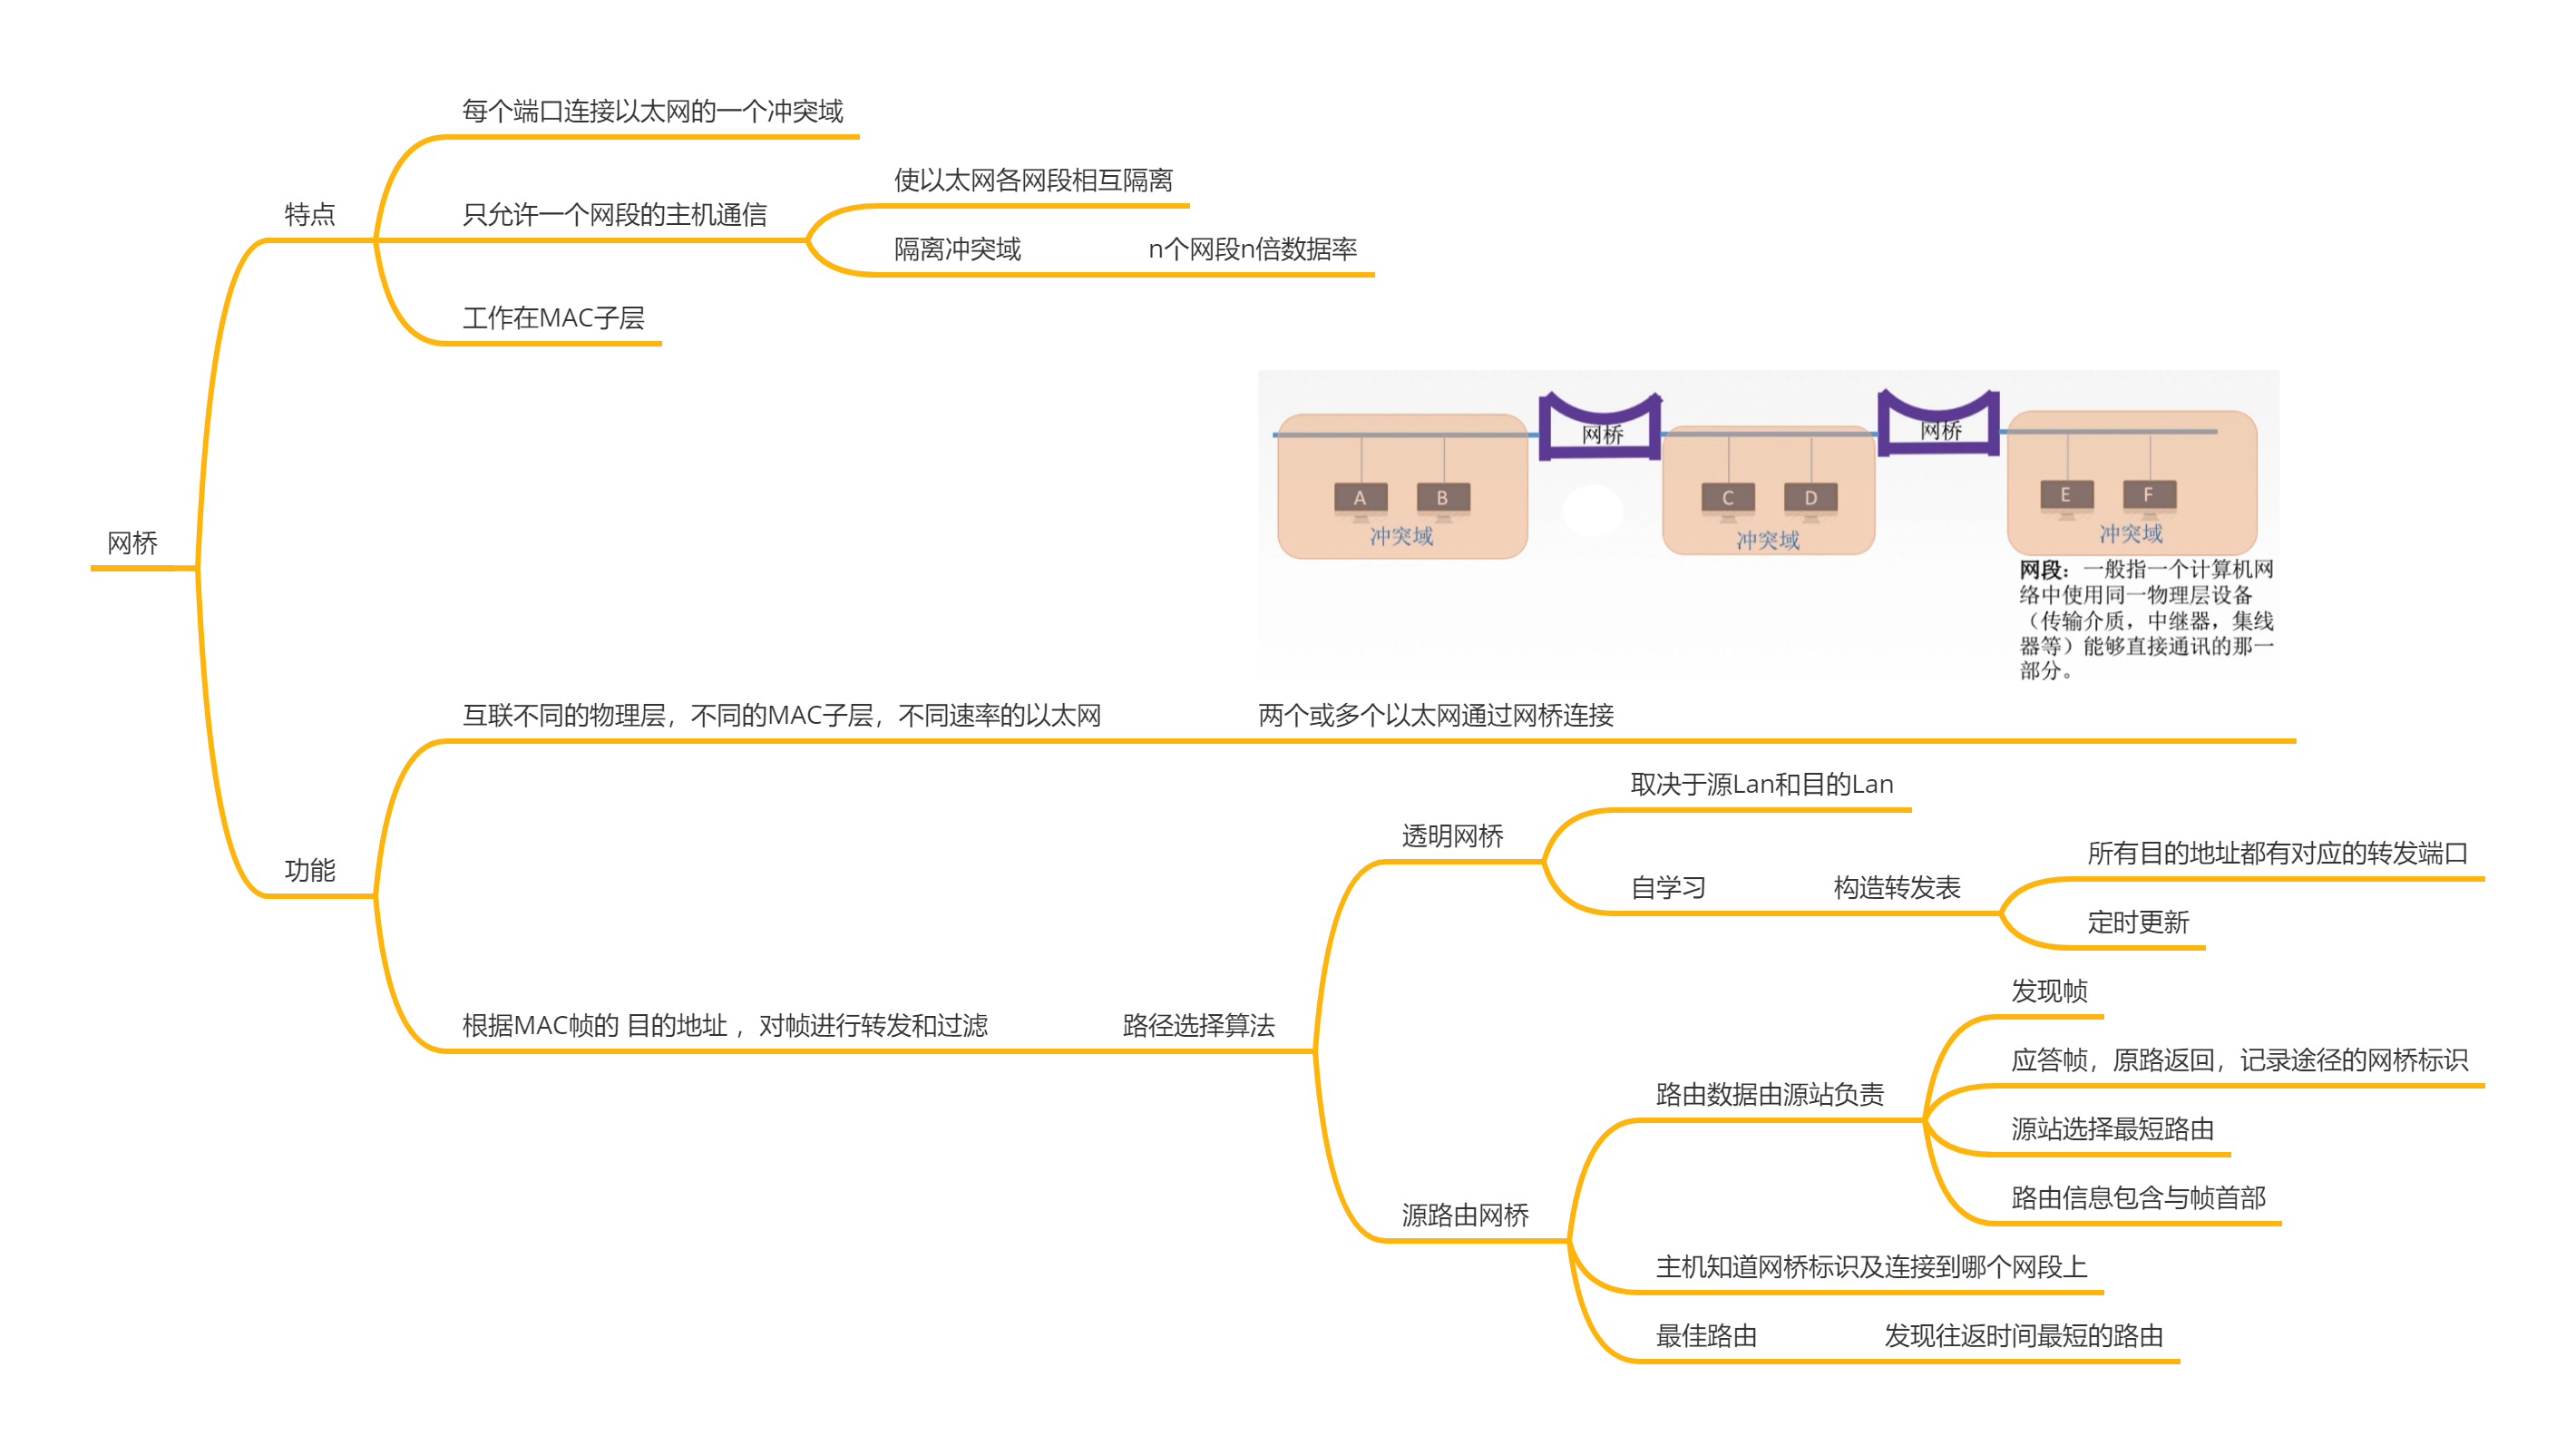 网桥
特点
每个端口连接以太网的一个冲突域
只允许一个网段的主机通信
使以太网各网段相互隔离
隔离冲突域
n个网段n倍数据率
工作在MAC子层
功能
互联不同的物理层，不同的MAC子层，不同速率的以太网
网桥
网桥
A
B
C
D
E
F
冲突域
冲突域
冲突域
网段：一般指一个计算机网
络中使用同一物理层设备
（传输介质，中继器，集线
器等）能够直接通讯的那一
部分。
两个或多个以太网通过网桥连接
根据MAC帧的 目的地址 ，对帧进行转发和过滤
路径选择算法
透明网桥
取决于源Lan和目的Lan
自学习
构造转发表
所有目的地址都有对应的转发端口
定时更新
源路由网桥
路由数据由源站负责
发现帧
应答帧，原路返回，记录途径的网桥标识
源站选择最短路由
路由信息包含与帧首部
主机知道网桥标识及连接到哪个网段上
最佳路由
发现往返时间最短的路由